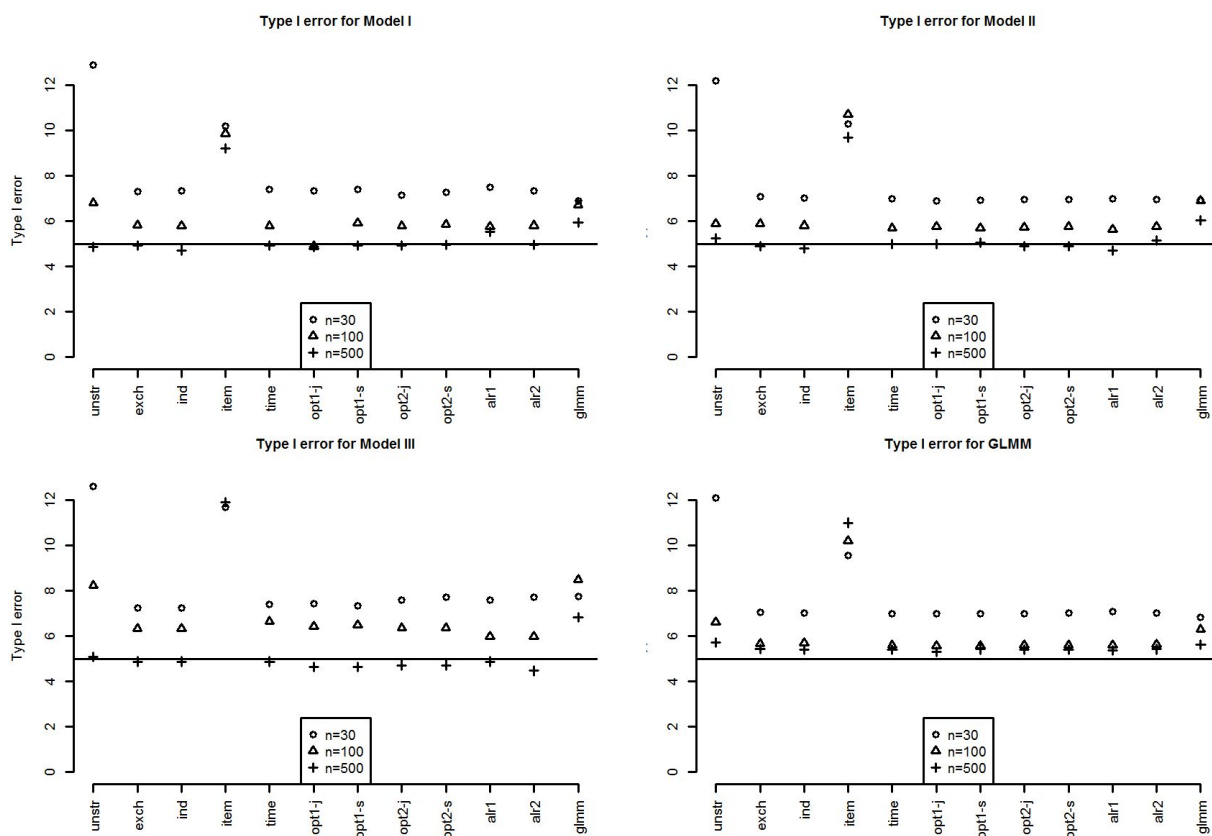 Type I error for Model I
Type I error
0
2
4
6
8
10
12
n=30
n=100
n=500
unstr
exch
ind
item
time
opt1-j
opt1-s
opt2-j
opt2-s
alr1
alr2
glmm
Type I error for Model II
0
2
4
6
8
10
12
n=30
n=100
n=500
unstr
exch
ind
item
time
opt1-j
opt1-s
opt2-j
opt2-s
alr1
alr2
glmm
Type I error for Model III
Type I error
0
2
4
6
8
10
12
n=30
n=100
n=500
unstr
exch
ind
item
time
opt1-j
opt1-s
opt2-j
opt2-s
alr1
alr2
glmm
Type I error for GLMM
0
2
4
6
8
10
12
n=30
n=100
n=500
unstr
exch
ind
item
time
opt1-j
opt1-s
opt2-j
opt2-s
alr1
alr2
glmm